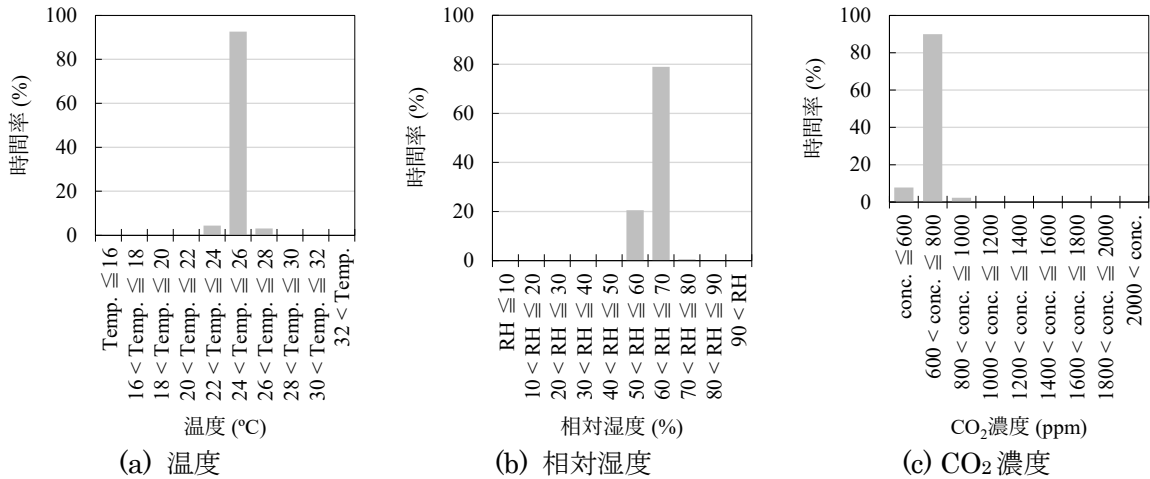 100
80
60
40
20
0
時間率 (%)
Temp. ≦ 16
16 < Temp. ≦ 18
18 < Temp. ≦ 20
20 < Temp. ≦ 22
22 < Temp. ≦ 24
24 < Temp. ≦ 26
26 < Temp. ≦ 28
28 < Temp. ≦ 30
30 < Temp. ≦ 32
32 < Temp.
温度 (ºC)
(a) 温度
100
80
60
40
20
0
時間率 (%)
RH ≦ 10
10 < RH ≦ 20
20 < RH ≦ 30
30 < RH ≦ 40
40 < RH ≦ 50
50 < RH ≦ 60
60 < RH ≦ 70
70 < RH ≦ 80
80 < RH ≦ 90
90 < RH
相対湿度 (%)
(b) 相対湿度
100
80
60
40
20
0
時間率 (%)
conc. ≦600
600 < conc. ≦ 800
800 < conc. ≦1000
1000 < conc. ≦ 1200
1200 < conc. ≦ 1400
1400 < conc. ≦ 1600
1600 < conc. ≦ 1800
1800 < conc. ≦ 2000
2000 < conc.
CO₂濃度 (ppm)
(c) CO₂ 濃度